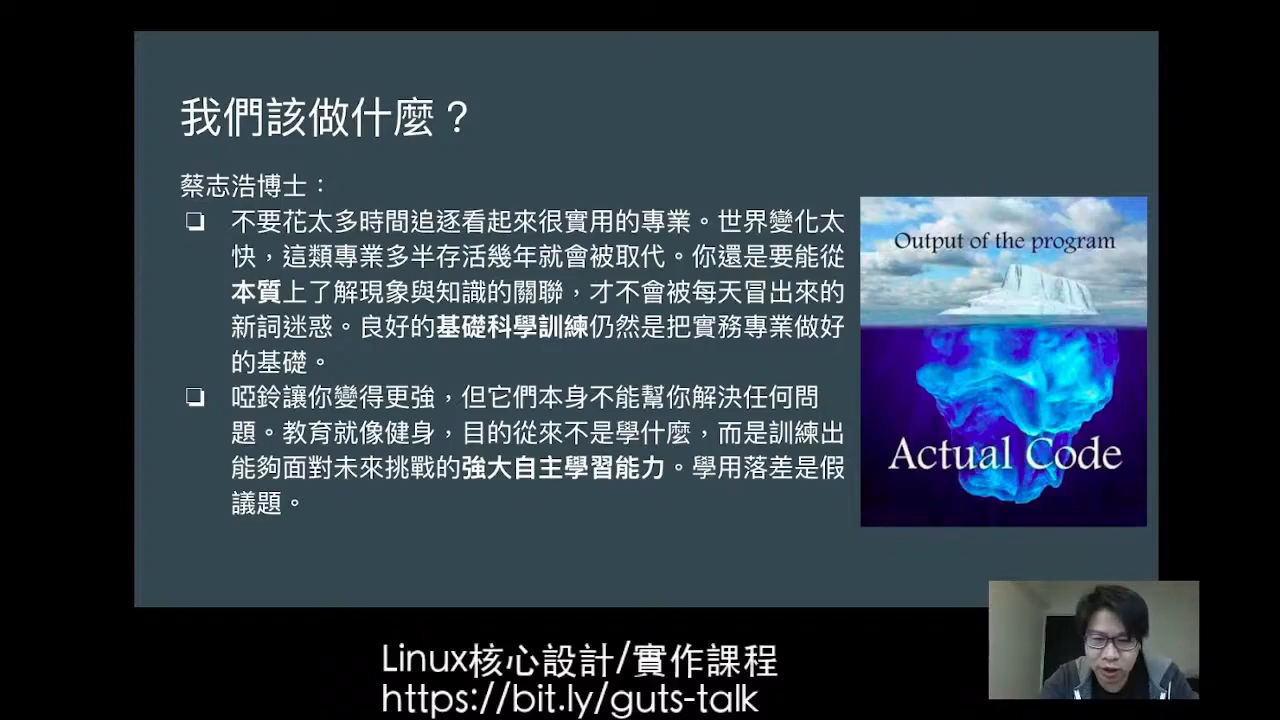 我們該做什麼？
蔡志浩博士：
❏ 不要花太多時間追逐看起來很實用的專業。世界變化太
快，這類專業多半存活幾年就會被取代。你還是要能從
本質上了解現象與知識的關聯，才不會被每天冒出來的
新詞迷惑。良好的基礎科學訓練仍然是把實務專業做好
的基礎。
❏ 啞鈴讓你變得更強，但它們本身不能幫你解決任何問
題。教育就像健身，目的從來不是學什麼，而是訓練出
能夠面對未來挑戰的強大自主學習能力。學用落差是假
議題。
Output of the program
Actual Code
Linux核心設計/實作課程
https://bit.ly/guts-talk